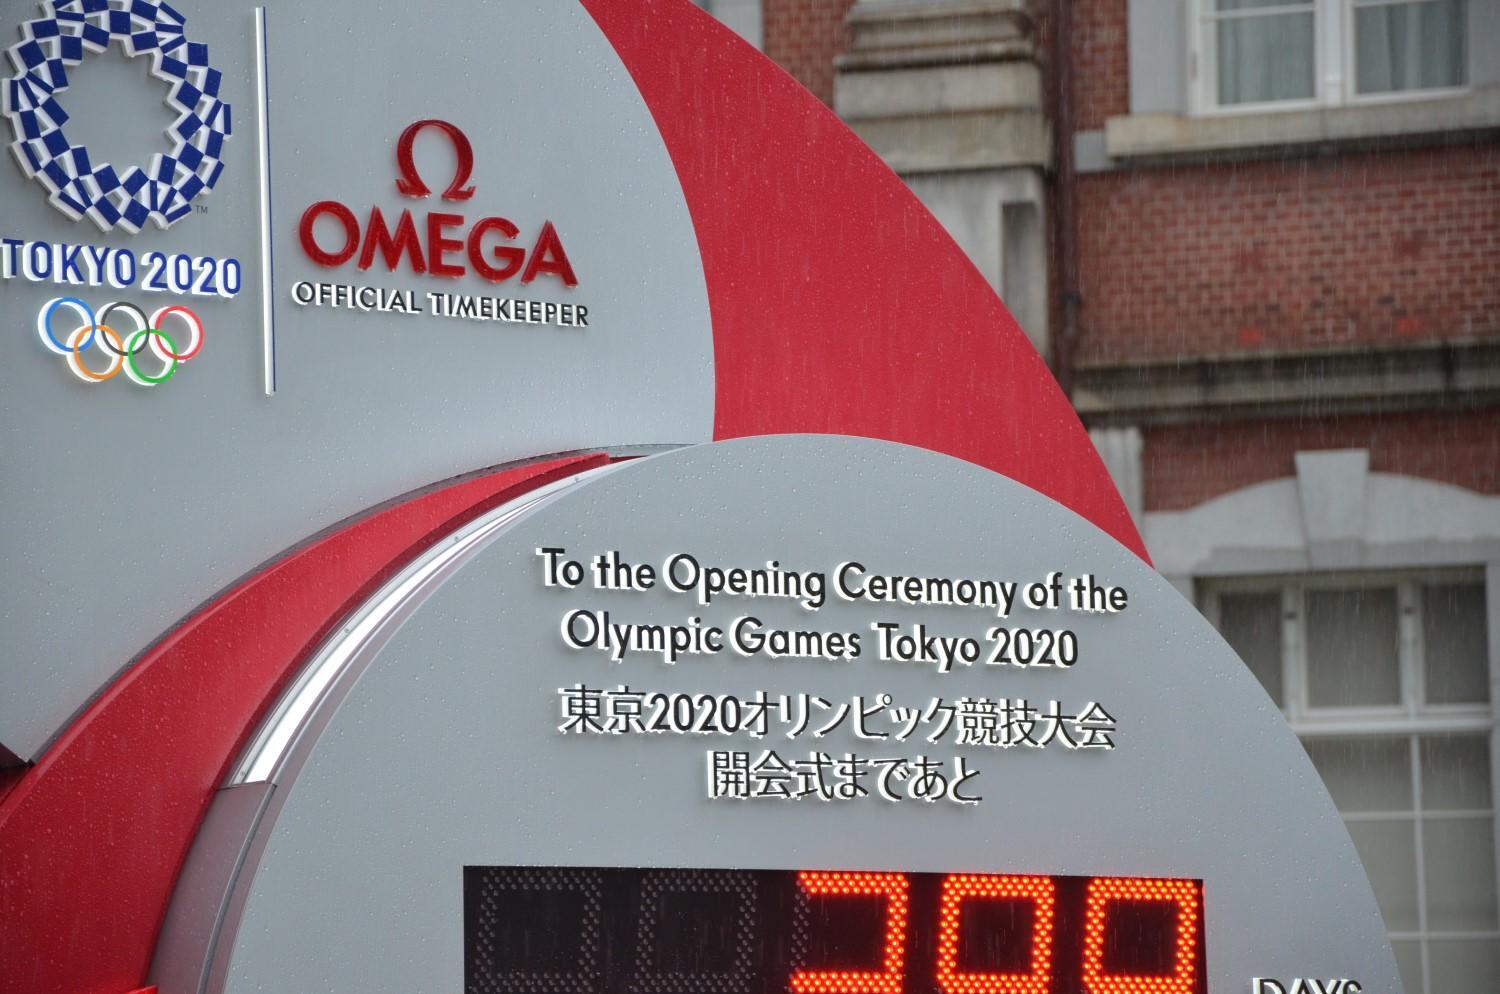 TOKYO 2020
TM
Ω
OMEGA
OFFICIAL TIMEKEEPER
To the Opening Ceremony of the
Olympic Games Tokyo 2020
東京2020オリンピック競技大会
開会式まであと
DAYS